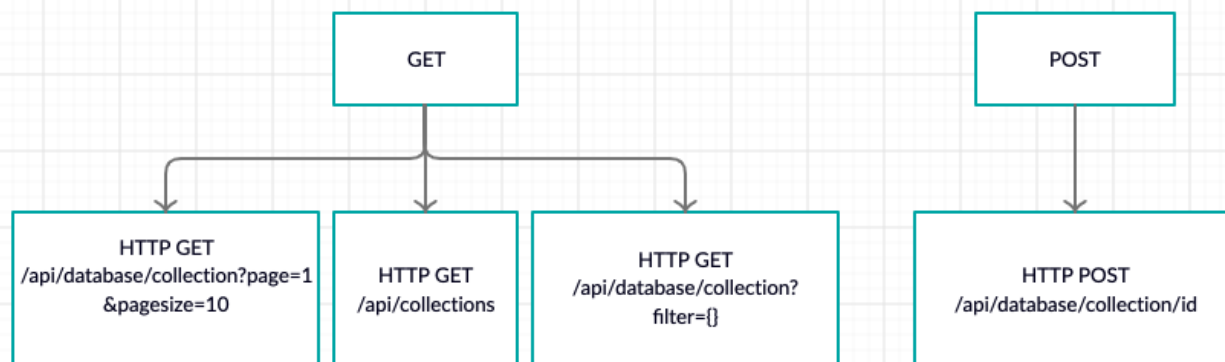 GET
POST
HTTP GET
/api/database/collection?page=1
&pagesize=10
HTTP GET
/api/collections
HTTP GET
/api/database/collection?
filter={}
HTTP POST
/api/database/collection/id